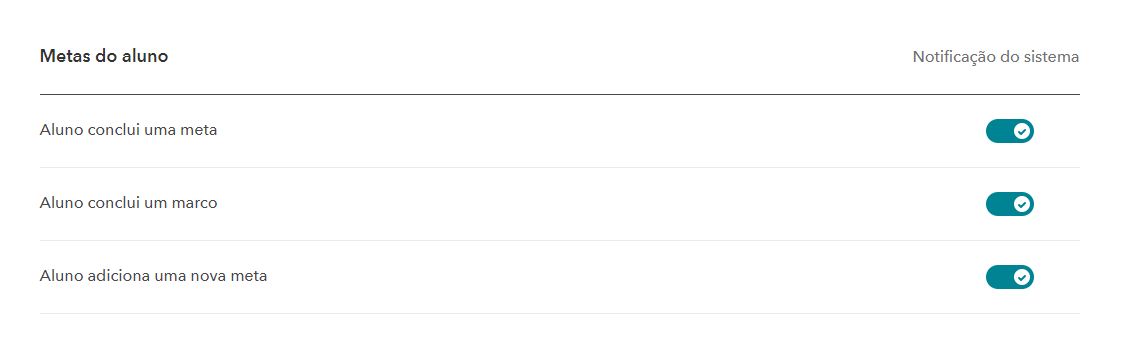 Metas do aluno
Notificação do sistema
Aluno conclui uma meta
Aluno conclui um marco
Aluno adiciona uma nova meta